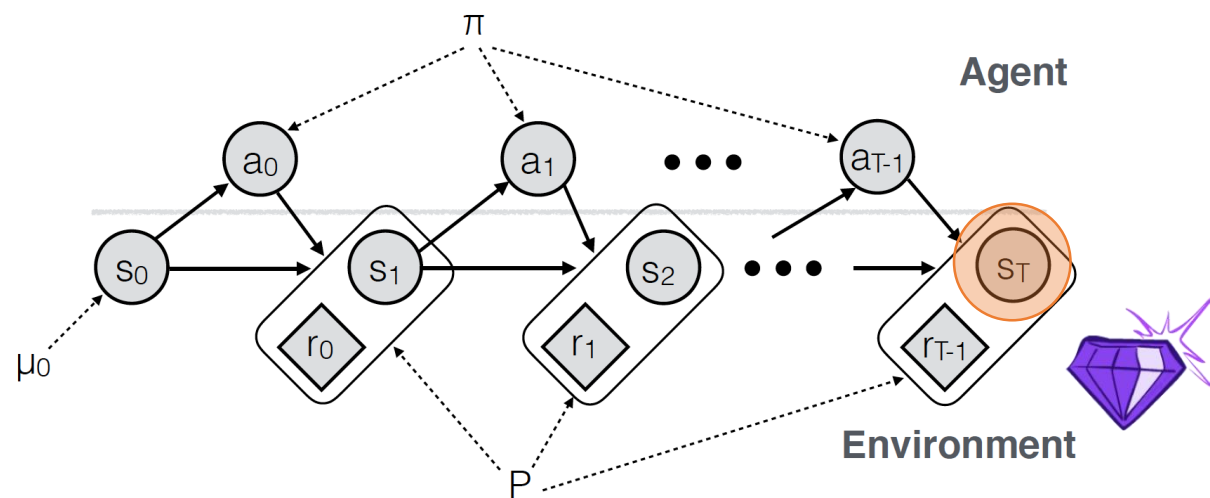 π
Agent
a0
a1
aT-1
s0
s1
s2
sT
r0
r1
rT-1
μ0
Environment
P